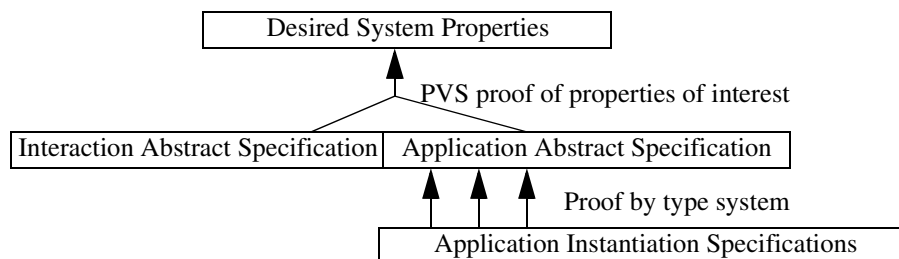 Desired System Properties
PVS proof of properties of interest
Interaction Abstract Specification
Application Abstract Specification
Proof by type system
Application Instantiation Specifications